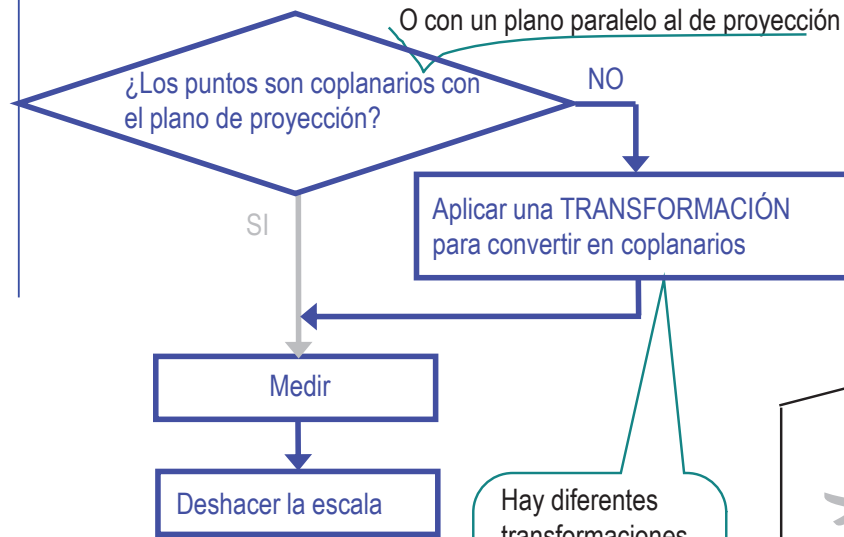 O con un plano paralelo al de proyección
¿Los puntos son coplanarios con
el plano de proyección?
NO
SI
Aplicar una TRANSFORMACIÓN
para convertir en coplanarios
Medir
Deshacer la escala
Hay diferentes
transformaciones